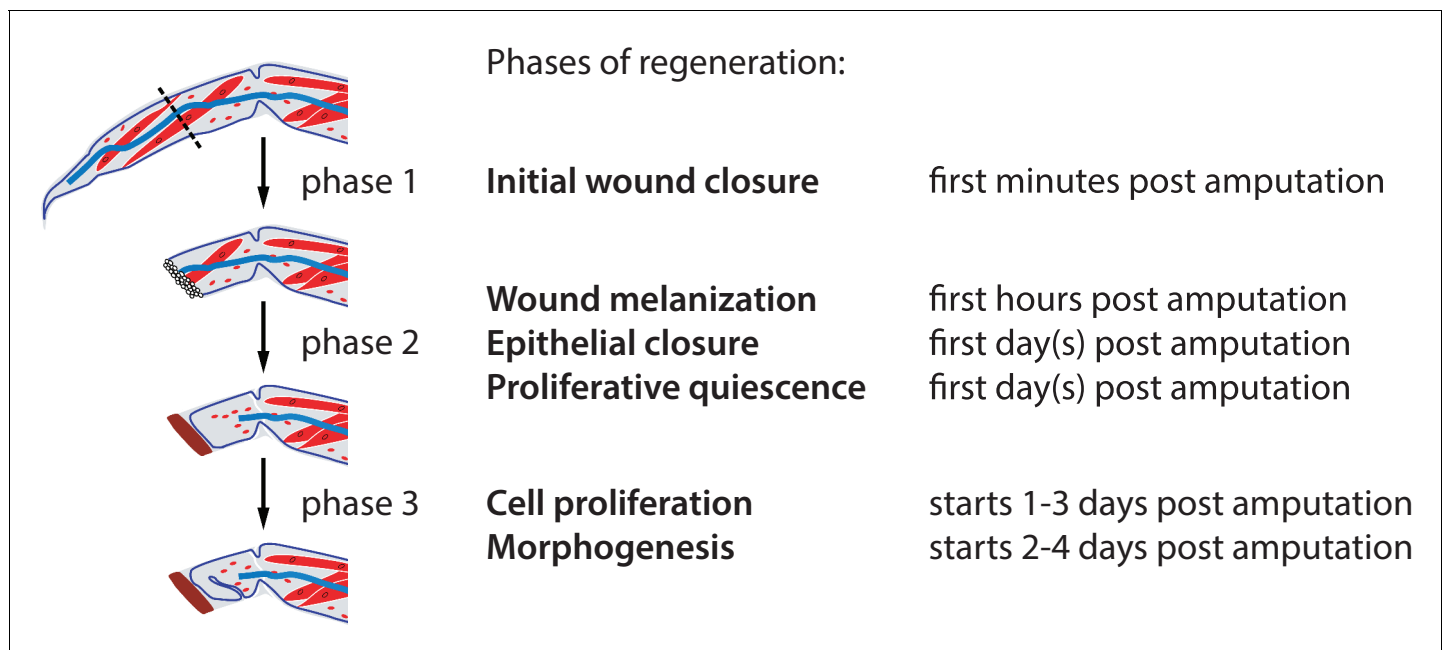 Phases of regeneration:
phase 1 Initial wound closure first minutes post amputation
Wound melanization first hours post amputation
phase 2 Epithelial closure first day(s) post amputation
Proliferative quiescence first day(s) post amputation
phase 3 Cell proliferation starts 1-3 days post amputation
Morphogenesis starts 2-4 days post amputation